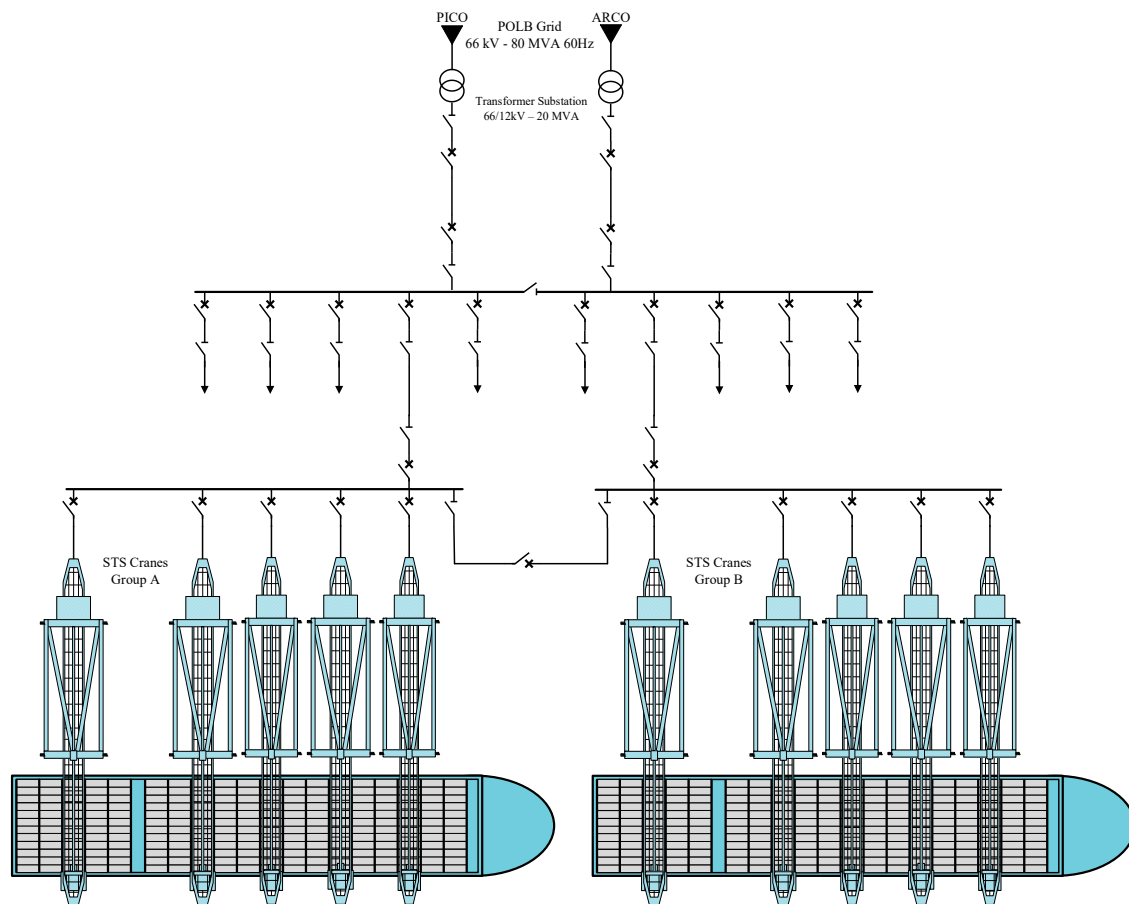 PICO
ARCO
POLB Grid
66 kV - 80 MVA 60Hz
Transformer Substation
66/12kV – 20 MVA
STS Cranes
Group A
STS Cranes
Group B